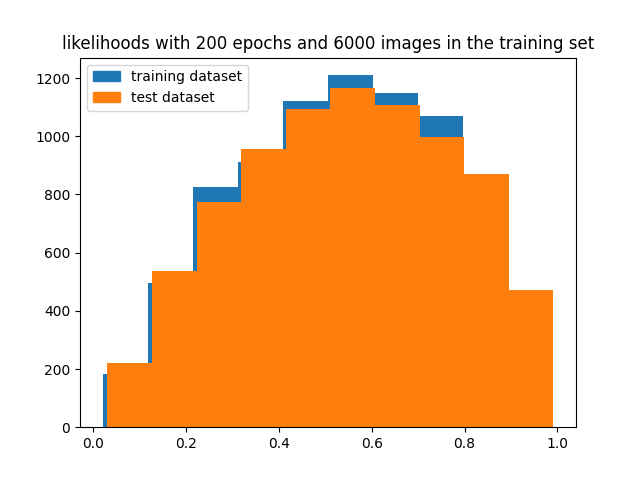 likelihoods with 200 epochs and 6000 images in the training set
training dataset
test dataset
1200
1000
800
600
400
200
0
0.0 0.2 0.4 0.6 0.8 1.0